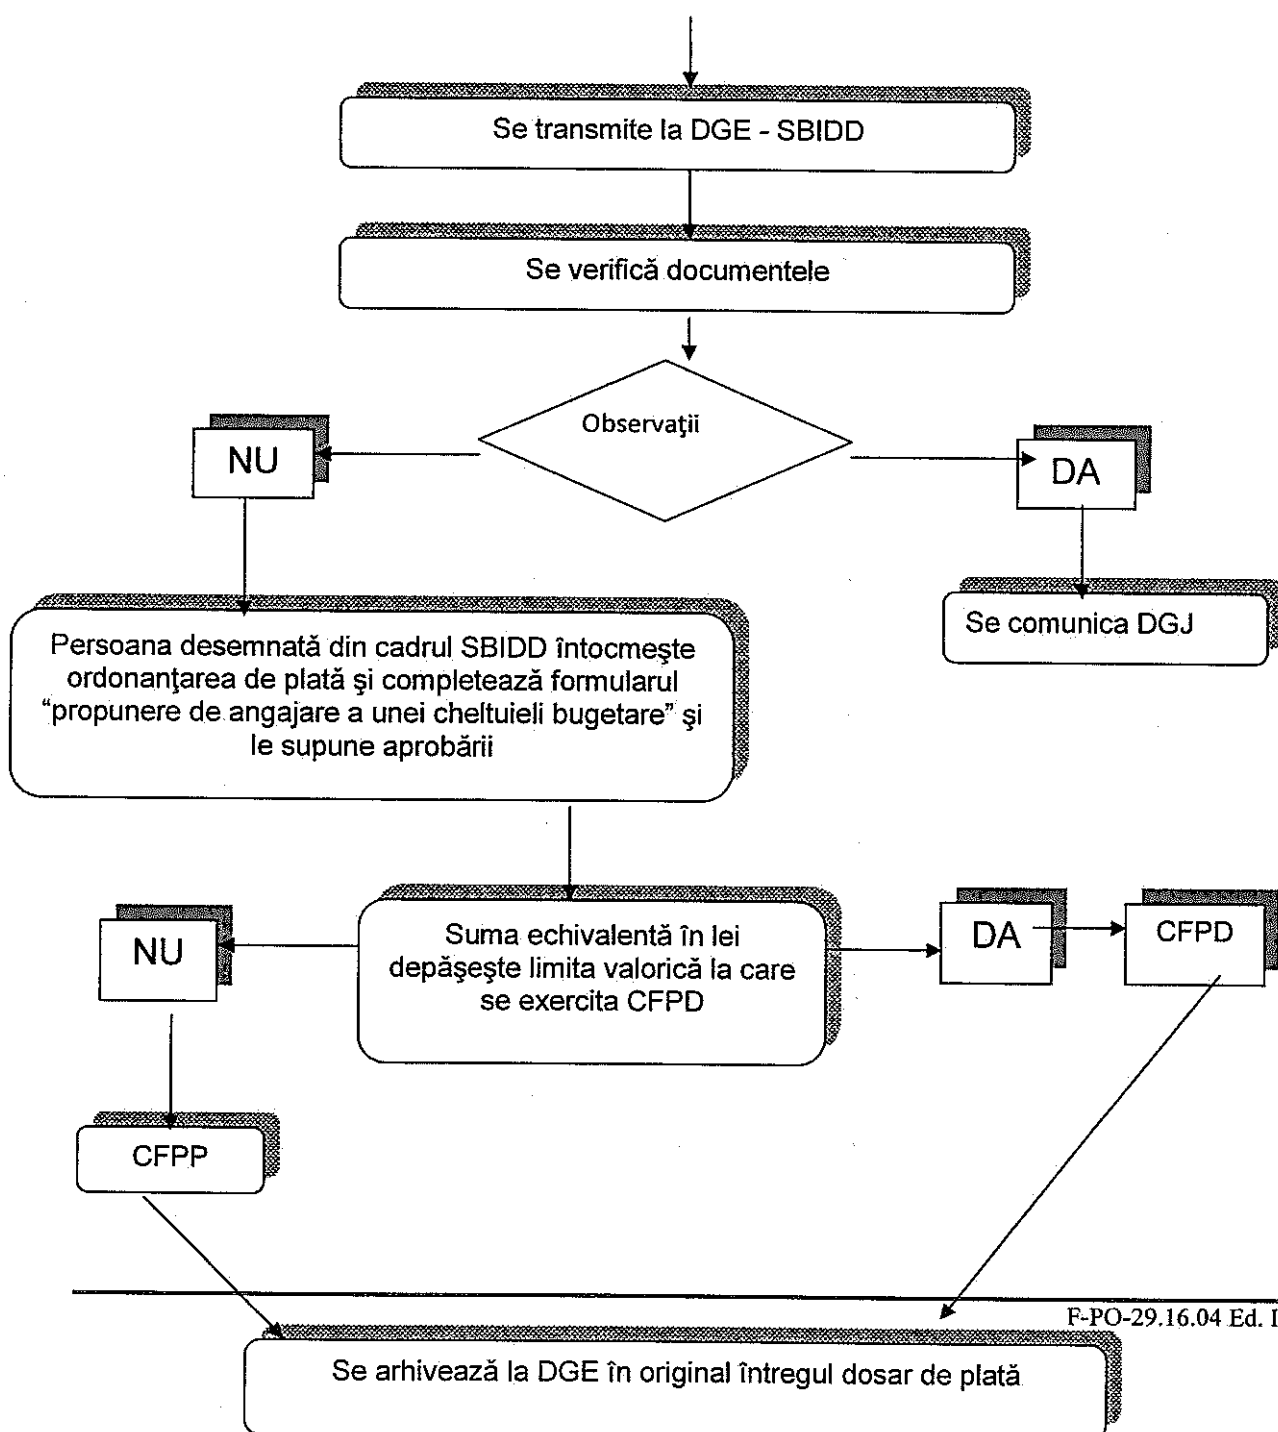 Se transmite la DGE - SBIDD
Se verifică documentele
Observaţii
NU
DA
Se comunica DGJ
Persoana desemnată din cadrul SBIDD întocmeşte
ordonanţarea de plată şi completează formularul
“propunere de angajare a unei cheltuieli bugetare” şi
le supune aprobării
NU
Suma echivalentă în lei
depăşeşte limita valorică la care
se exercita CFPD
DA
CFPD
CFPP
F-PO-29.16.04 Ed. I
Se arhivează la DGE în original întregul dosar de plată